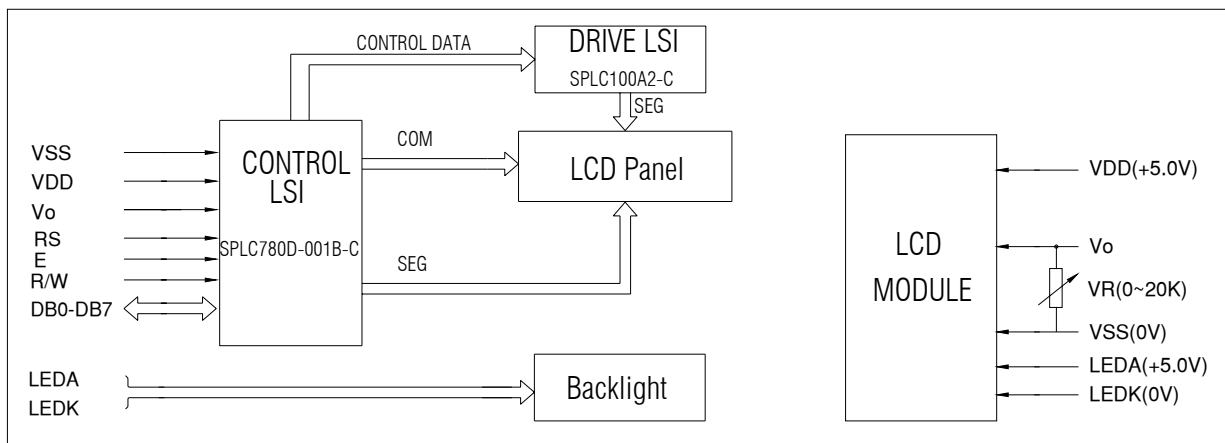 CONTROL DATA
DRIVE LSI
SPLC100A2-C
SEG
VSS
VDD
Vo
RS
E
R/W
DB0-DB7
CONTROL
LSI
SPLC780D-001B-C
COM
LCD Panel
SEG
LEDA
LEDK
Backlight
LCD
MODULE
VDD(+5.0V)
Vo
VR(0~20K)
VSS(0V)
LEDA(+5.0V)
LEDK(0V)